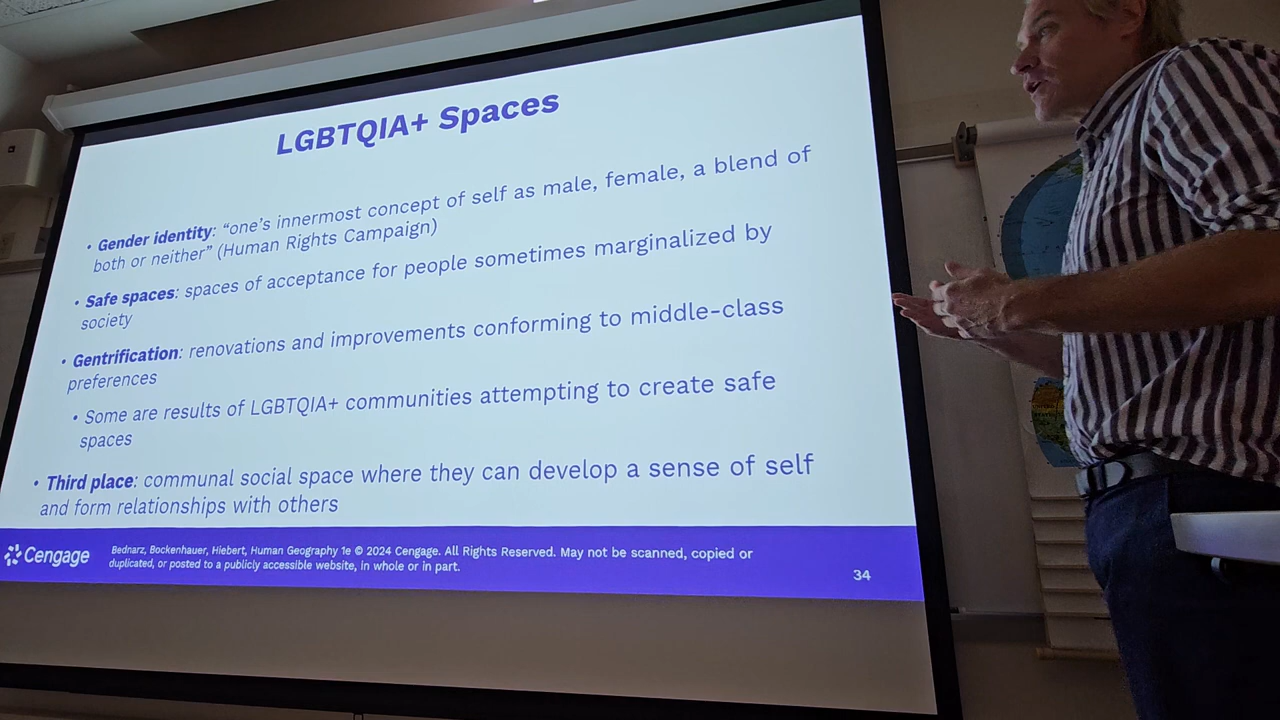 LGBTQIA+ Spaces
• Gender identity: “one’s innermost concept of self as male, female, a blend of
both or neither” (Human Rights Campaign)
• Safe spaces: spaces of acceptance for people sometimes marginalized by
society
• Gentrification: renovations and improvements conforming to middle-class
preferences
• Some are results of LGBTQIA+ communities attempting to create safe
spaces
• Third place: communal social space where they can develop a sense of self
and form relationships with others
Cengage
Bednarz, Bockenhauer, Hiebert, Human Geography 1e © 2024 Cengage. All Rights Reserved. May not be scanned, copied or
duplicated, or posted to a publicly accessible website, in whole or in part.
34